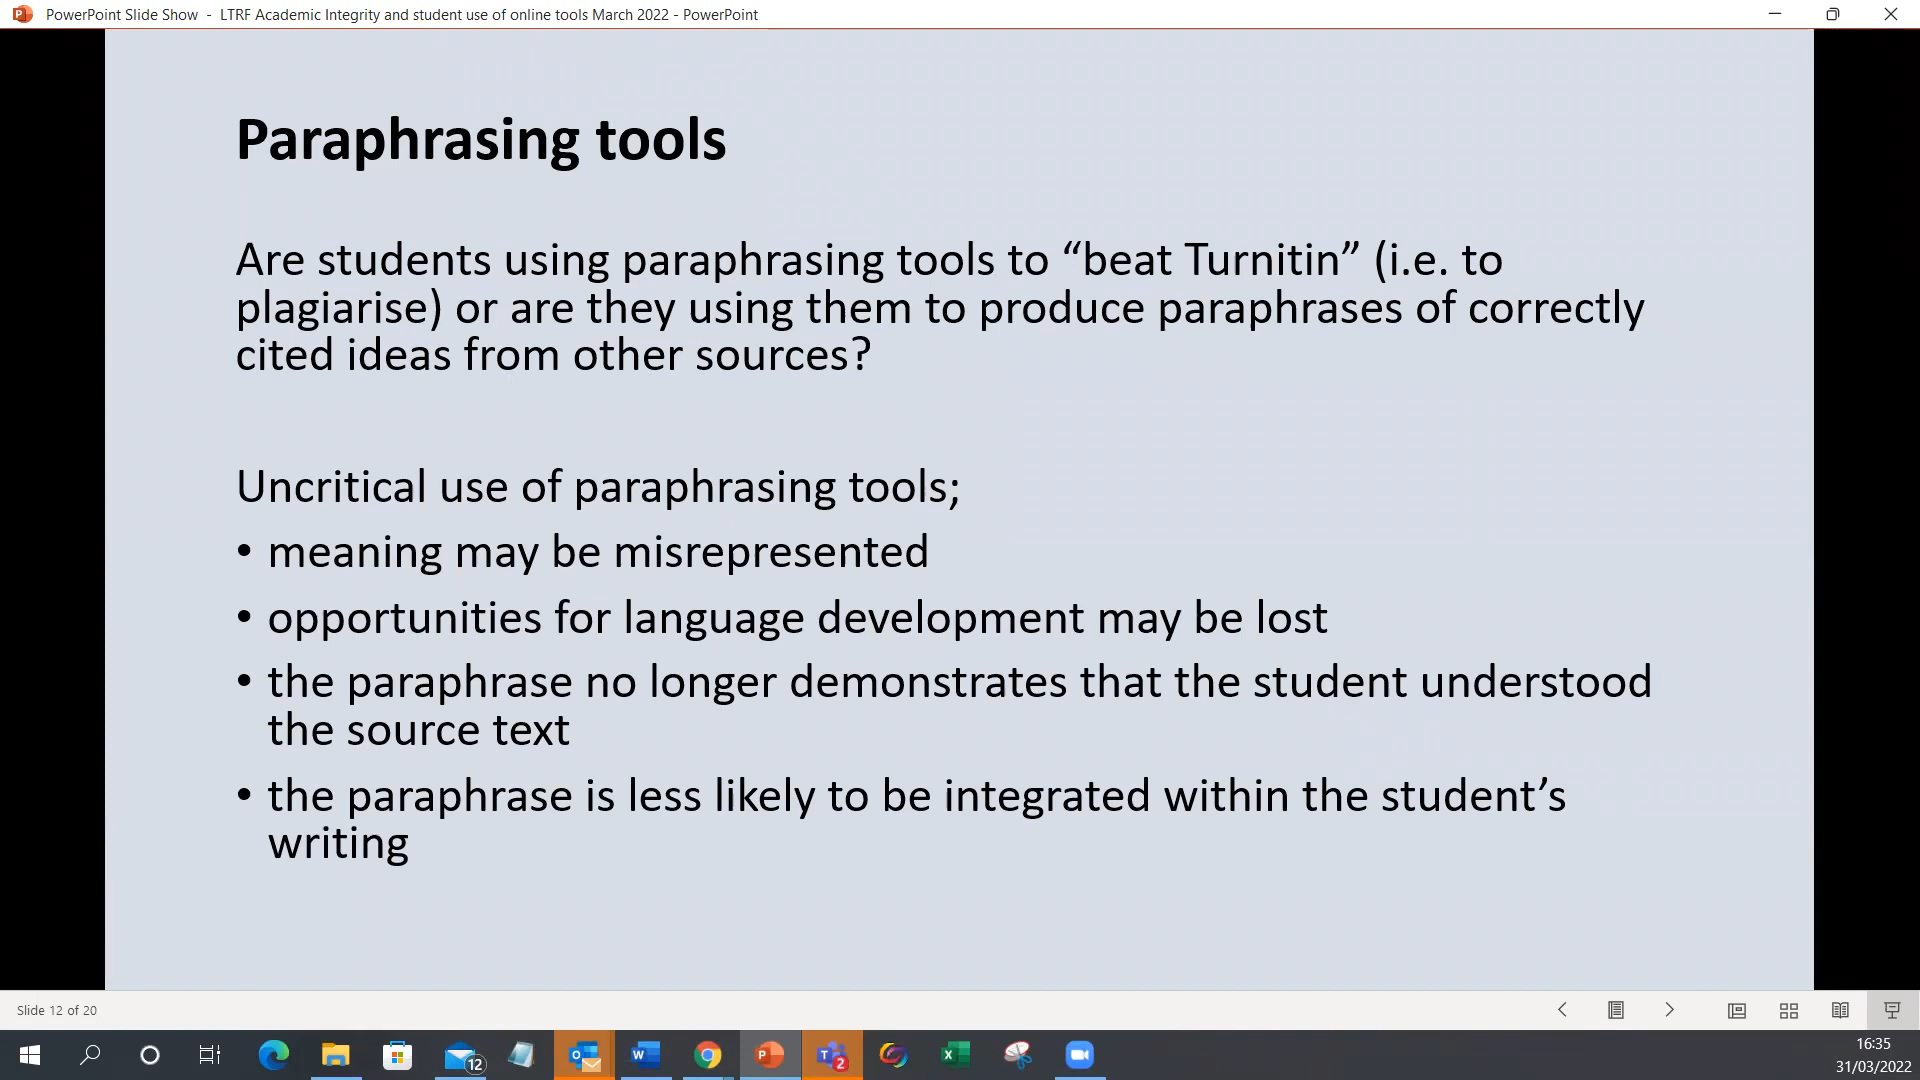 PowerPoint Slide Show - LTRF Academic Integrity and student use of online tools March 2022 - PowerPoint
Paraphrasing tools
Are students using paraphrasing tools to “beat Turnitin” (i.e. to
plagiarise) or are they using them to produce paraphrases of correctly
cited ideas from other sources?
Uncritical use of paraphrasing tools;
• meaning may be misrepresented
• opportunities for language development may be lost
• the paraphrase no longer demonstrates that the student understood
the source text
• the paraphrase is less likely to be integrated within the student’s
writing
Slide 12 of 20
12
2
16:35
31/03/2022